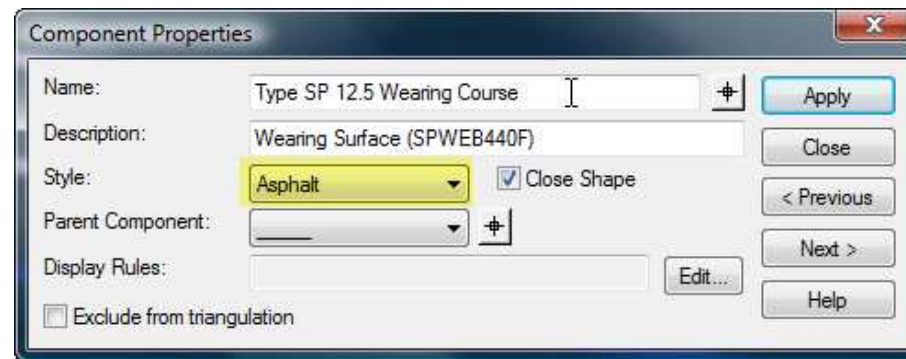 Component Properties
Name:
Type SP 12.5 Wearing Course
Apply
Description:
Wearing Surface (SPWEB440F)
Close
Style:
Asphalt
Close Shape
< Previous
Parent Component:
Next >
Display Rules:
Edit...
Help
Exclude from triangulation